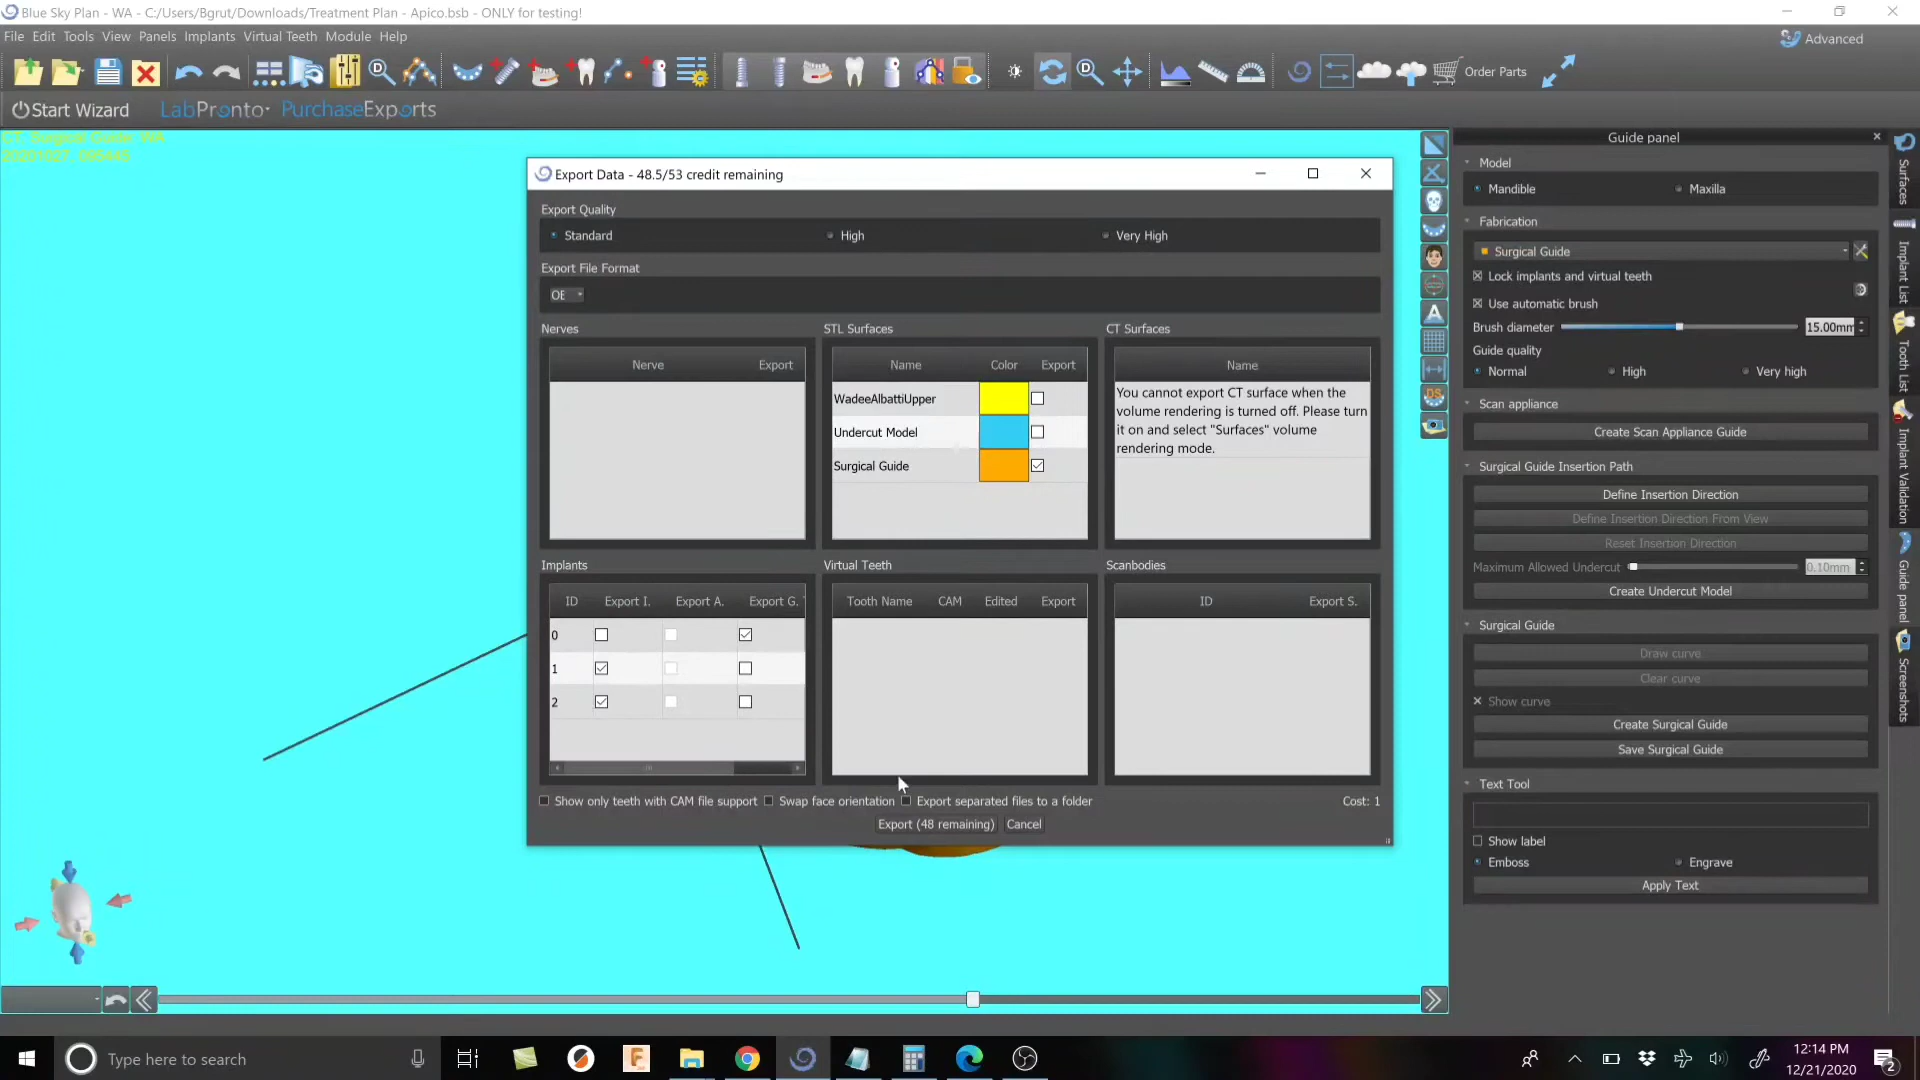 Blue Sky Plan - WA - C:/Users/Bgrut/Downloads/Treatment Plan - Apico.bsb - ONLY for testing!
File Edit Tools View Panels Implants Virtual Teeth Module Help
Advanced
Order Parts
Start Wizard LabPronto PurchaseExports
CT: Surgical Guide: WA
20201027, 095445
Export Data - 48.5/53 credit remaining
Export Quality
Standard High Very High
Export File Format
OB
Nerves STL Surfaces CT Surfaces
Nerve Export
Name Color Export
Name
WadeeAlbattiUpper
Undercut Model
Surgical Guide
You cannot export CT surface when the
volume rendering is turned off. Please turn
it on and select "Surfaces" volume
rendering mode.
Implants Virtual Teeth Scanbodies
ID Export I. Export A. Export G.
Tooth Name CAM Edited Export
ID Export S.
0
1
2
Show only teeth with CAM file support Swap face orientation Export separated files to a folder Cost: 1
Export (48 remaining) Cancel
Guide panel
Model
Mandible Maxilla
Fabrication
Surgical Guide
Lock implants and virtual teeth
Use automatic brush
Brush diameter 15.00mm
Guide quality
Normal High Very high
Scan appliance
Create Scan Appliance Guide
Surgical Guide Insertion Path
Define Insertion Direction
Define Insertion Direction From View
Reset Insertion Direction
Maximum Allowed Undercut 0.10mm
Create Undercut Model
Surgical Guide
Draw curve
Clear curve
Show curve
Create Surgical Guide
Save Surgical Guide
Text Tool
Show label
Emboss Engrave
Apply Text
Surfaces
Implant List
Tooth List
Implant Validation
Guide panel
Screenshots
Type here to search
12:14 PM
12/21/2020
2